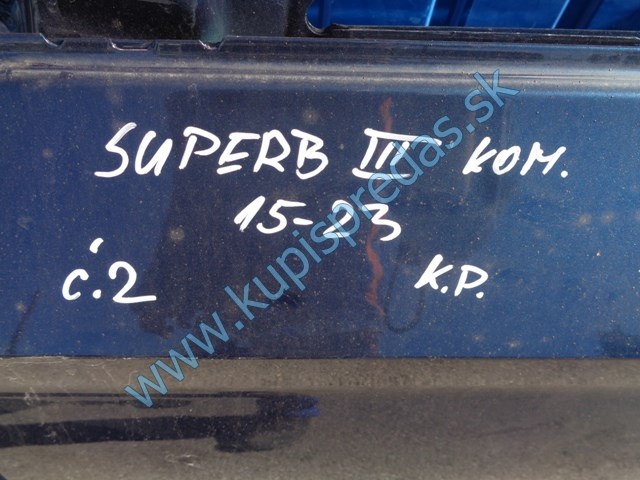 SUPERB III KOM.
15-23
č.2 K.P.
www.kupispredas.sk